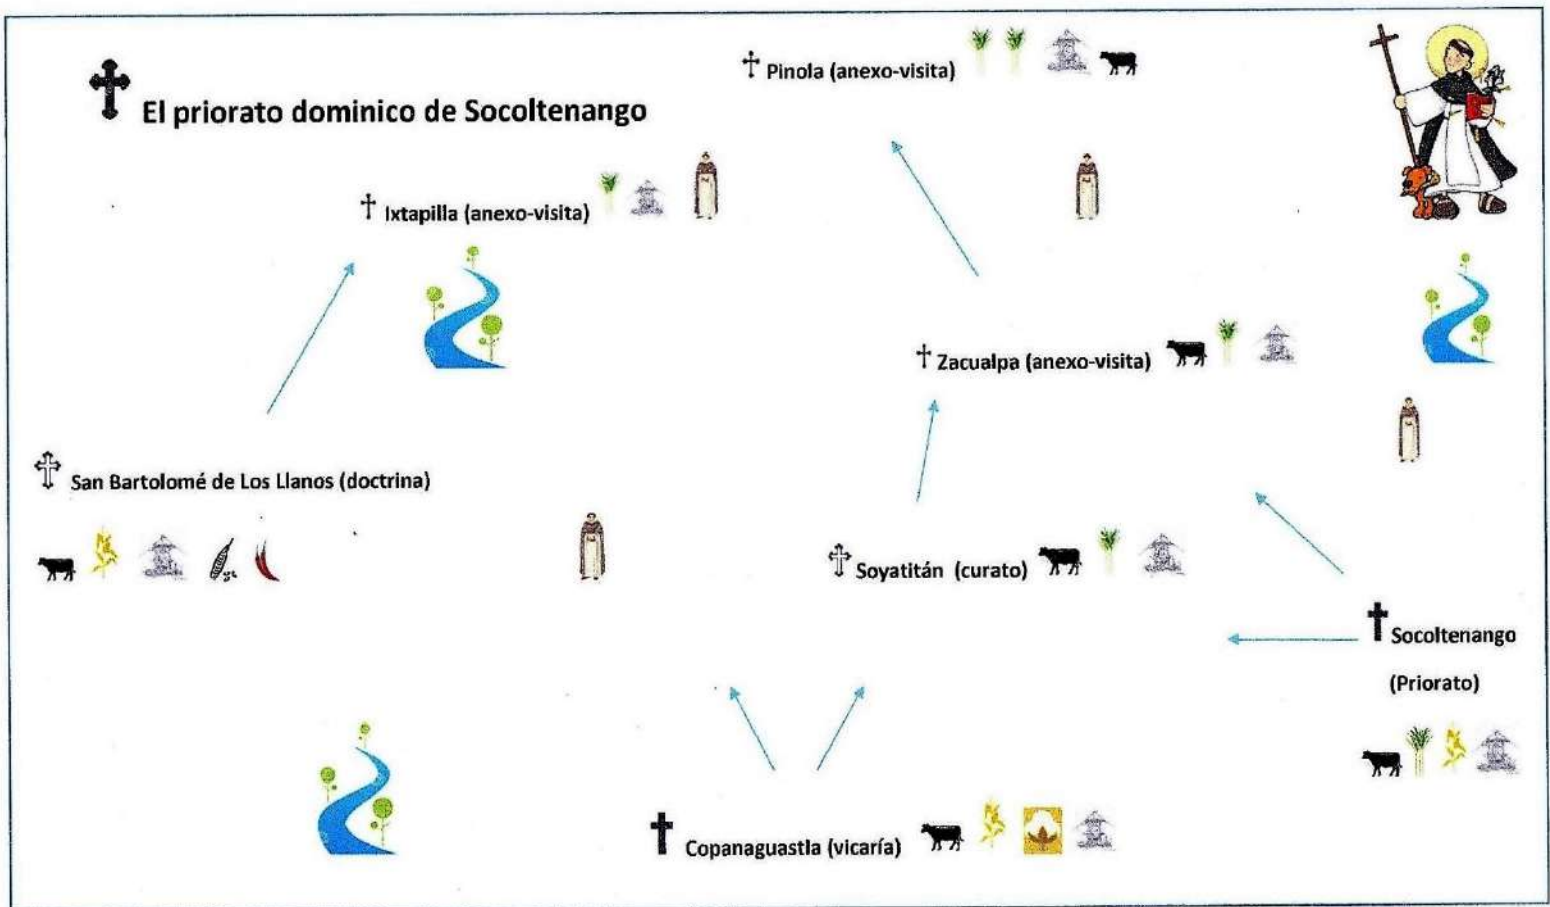 El priorato dominico de Socoltenango
Pinola (anexo-visita)
Ixtapilla (anexo-visita)
Zacualpa (anexo-visita)
San Bartolomé de Los Llanos (doctrina)
Soyatitán (curato)
Socoltenango
(Priorato)
Copanaguastla (vicaría)